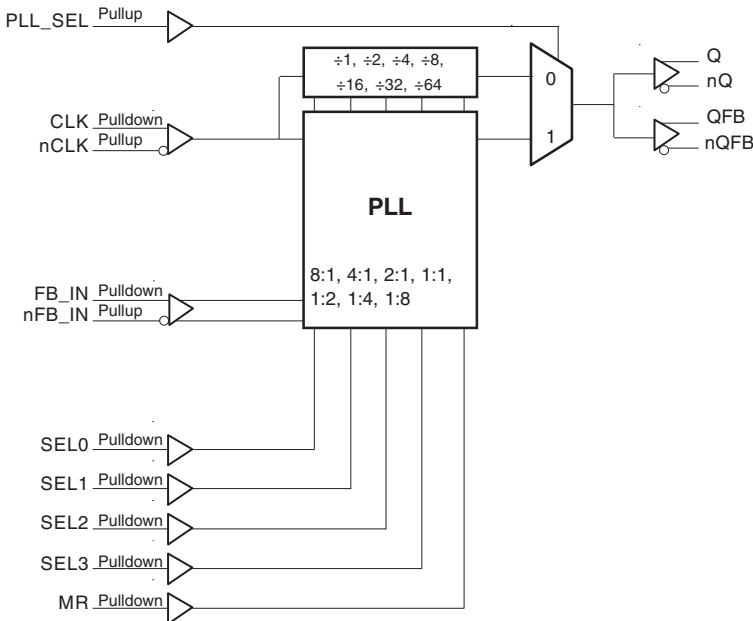 PLL_SEL Pullup
÷1, ÷2, ÷4, ÷8,
÷16, ÷32, ÷64
0
1
Q
nQ
QFB
nQFB
CLK Pulldown
nCLK Pullup
PLL
8:1, 4:1, 2:1, 1:1,
1:2, 1:4, 1:8
FB_IN Pulldown
nFB_IN Pullup
SEL0 Pulldown
SEL1 Pulldown
SEL2 Pulldown
SEL3 Pulldown
MR Pulldown